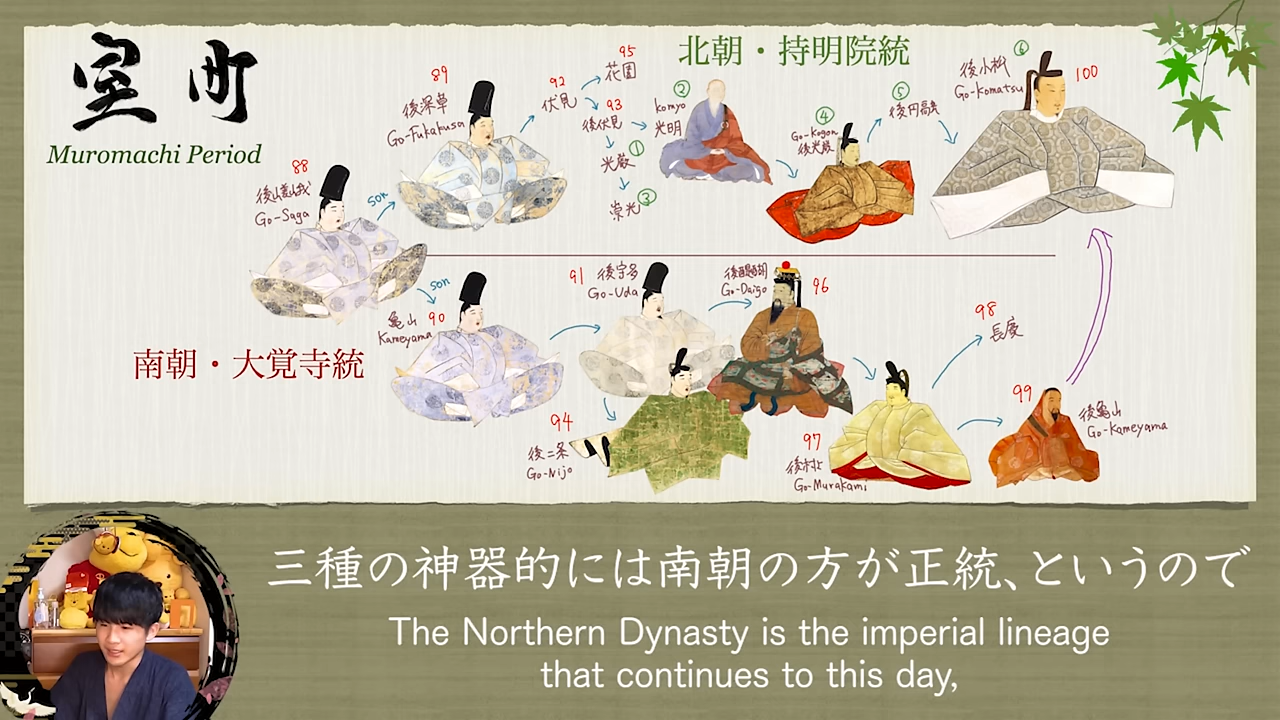 室町
Muromachi Period
北朝・持明院統
88
後嵯峨
Go-Saga
son
89
後深草
Go-Fukakusa
92
伏見
95
花園
93
後伏見
①
光厳
③
崇光
②
komyo
光明
④
Go-Kogon
後光厳
⑤
後円融
⑥
後小松
Go-Komatsu
100
南朝・大覚寺統
son
亀山 90
Kameyama
91
後宇多
Go-Uda
94
後二条
Go-Nijo
後醍醐
Go-Daigo
96
97
後村上
Go-Murakami
98
長慶
99
後亀山
Go-Kameyama
三種の神器的には南朝の方が正統、というので
The Northern Dynasty is the imperial lineage
that continues to this day,